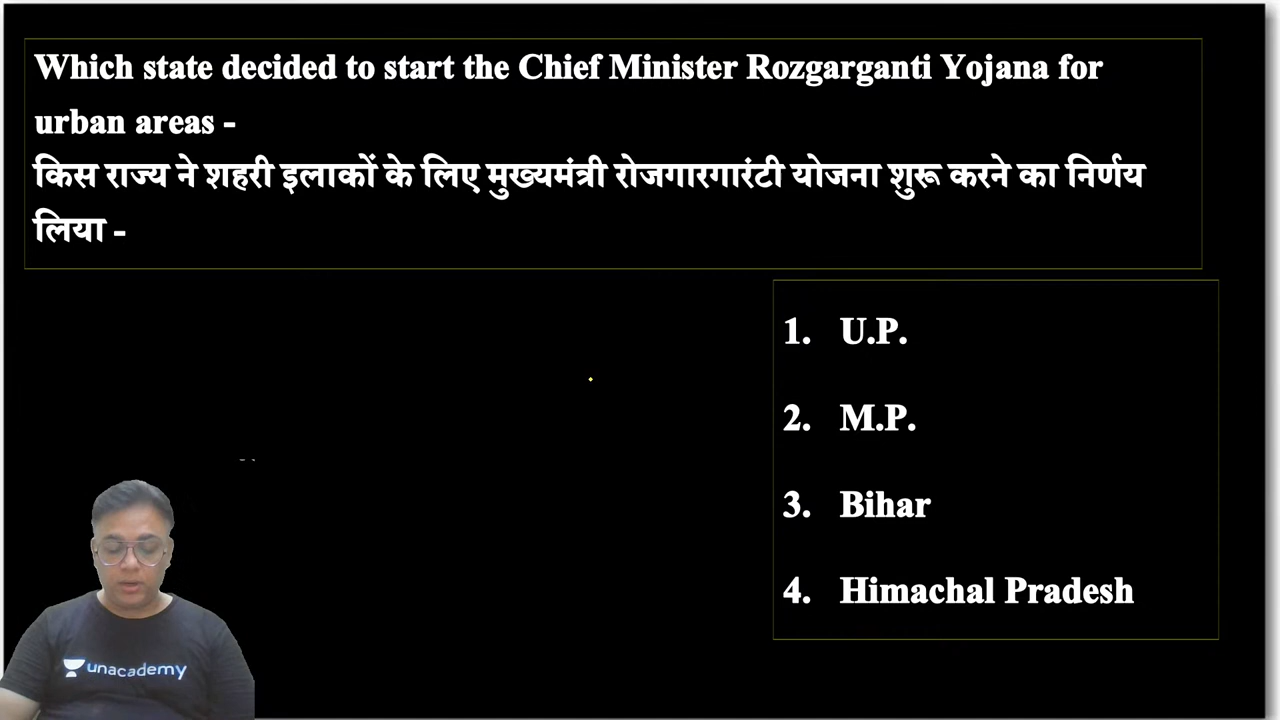 Which state decided to start the Chief Minister Rozgarganti Yojana for
urban areas -
किस राज्य ने शहरी इलाकों के लिए मुख्यमंत्री रोजगारगारंटी योजना शुरू करने का निर्णय
लिया -
1. U.P.
2. M.P.
3. Bihar
4. Himachal Pradesh
unacademy